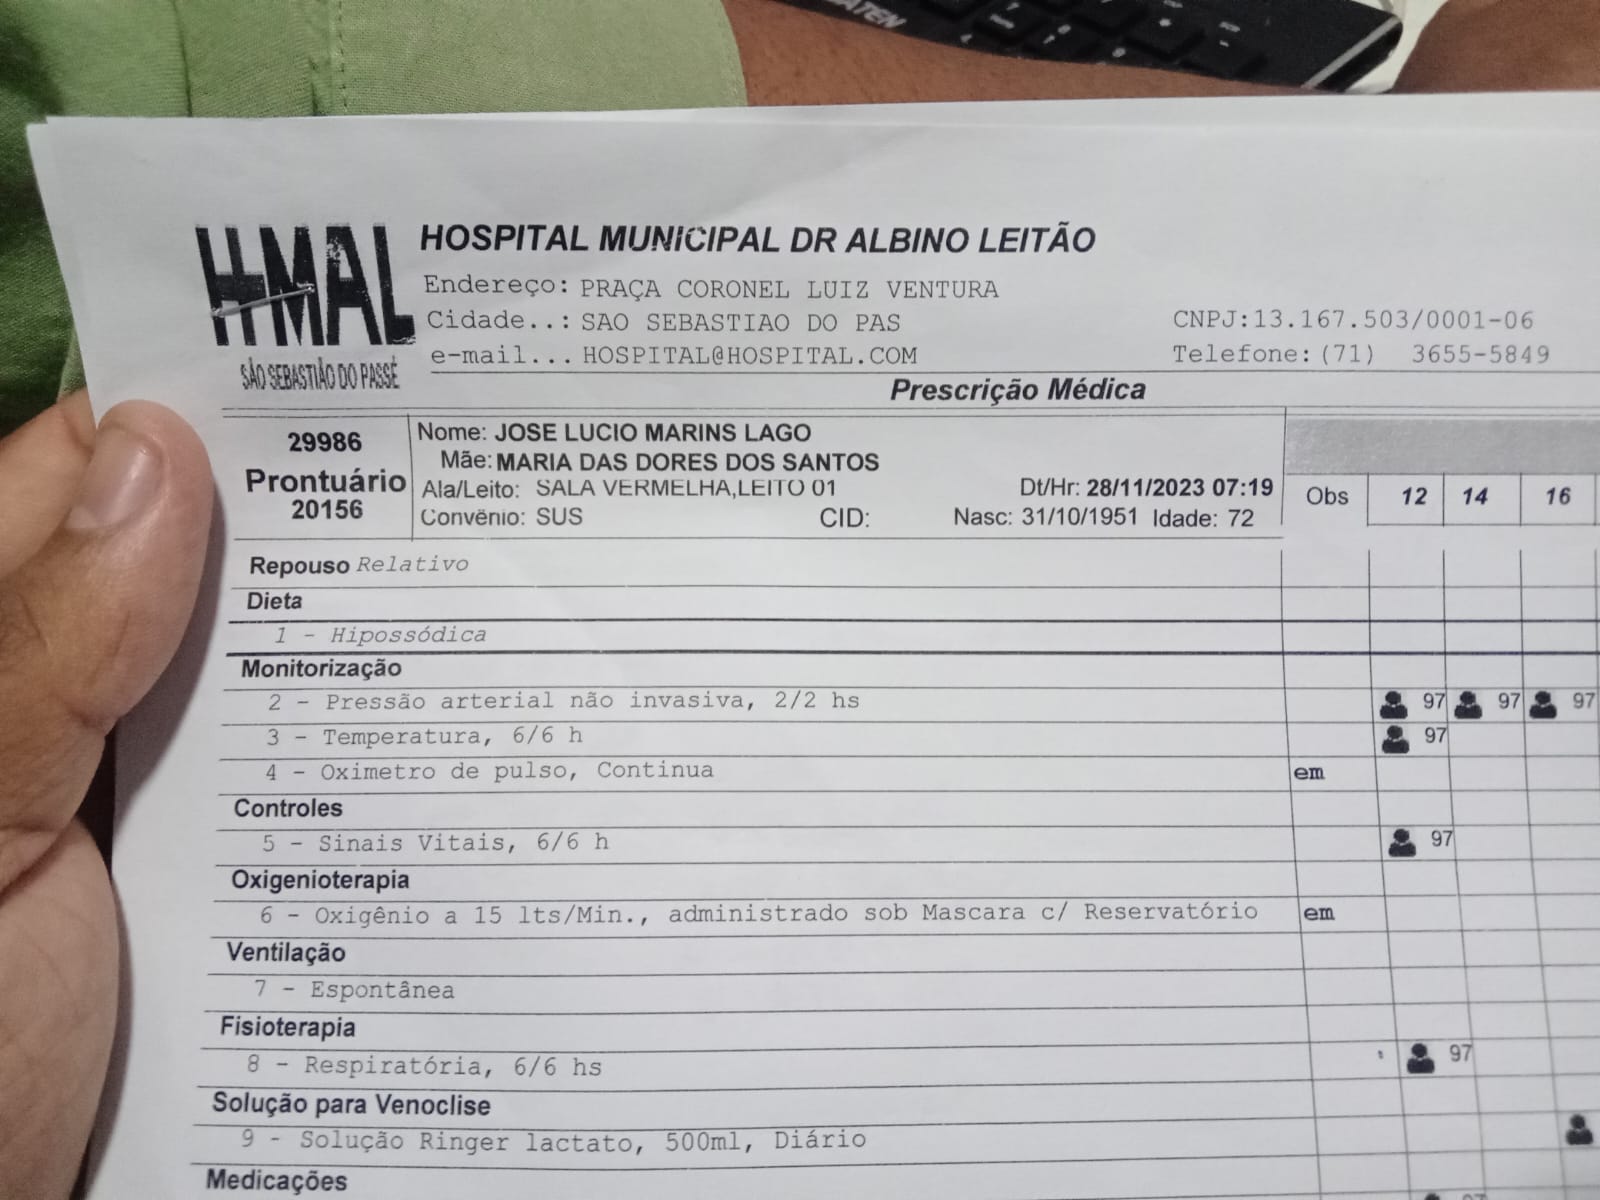 HMAL
SÃO SEBASTIÃO DO PASSÉ
HOSPITAL MUNICIPAL DR ALBINO LEITÃO
Endereço: PRAÇA CORONEL LUIZ VENTURA
Cidade..: SAO SEBASTIAO DO PAS CNPJ:13.167.503/0001-06
e-mail... HOSPITAL@HOSPITAL.COM Telefone:(71) 3655-5849
Prescrição Médica
29986
Prontuário
20156
Nome: JOSE LUCIO MARINS LAGO
Mãe: MARIA DAS DORES DOS SANTOS
Ala/Leito: SALA VERMELHA,LEITO 01 Dt/Hr: 28/11/2023 07:19
Convênio: SUS CID: Nasc: 31/10/1951 Idade: 72
Obs 12 14 16
Repouso Relativo
Dieta
1 - Hipossódica
Monitorização
2 - Pressão arterial não invasiva, 2/2 hs 97 97 97
3 - Temperatura, 6/6 h 97
4 - Oximetro de pulso, Continua em
Controles
5 - Sinais Vitais, 6/6 h 97
Oxigenioterapia
6 - Oxigênio a 15 lts/Min., administrado sob Mascara c/ Reservatório em
Ventilação
7 - Espontânea
Fisioterapia
8 - Respiratória, 6/6 hs 97
Solução para Venoclise
9 - Solução Ringer lactato, 500ml, Diário
Medicações